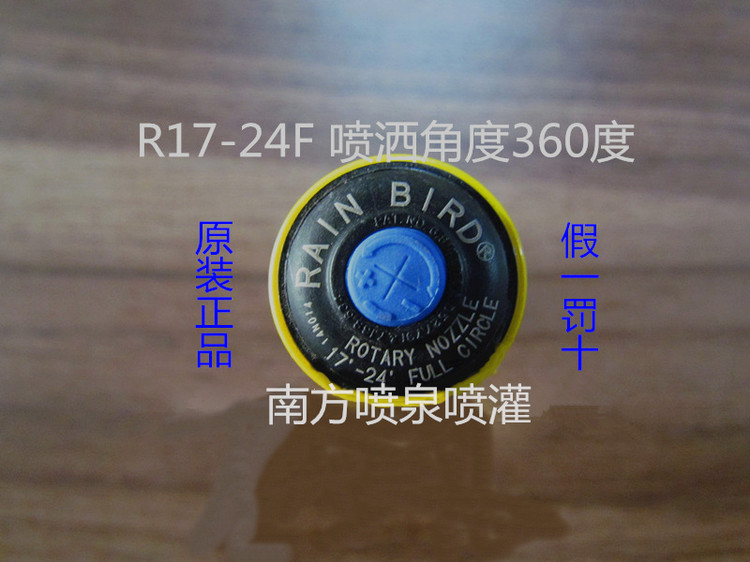 R17-24F 喷洒角度360度
原装正品
假一罚十
RAIN BIRD®
ROTARY NOZZLE
17'-24' FULL CIRCLE
14N014
南方喷泉喷灌